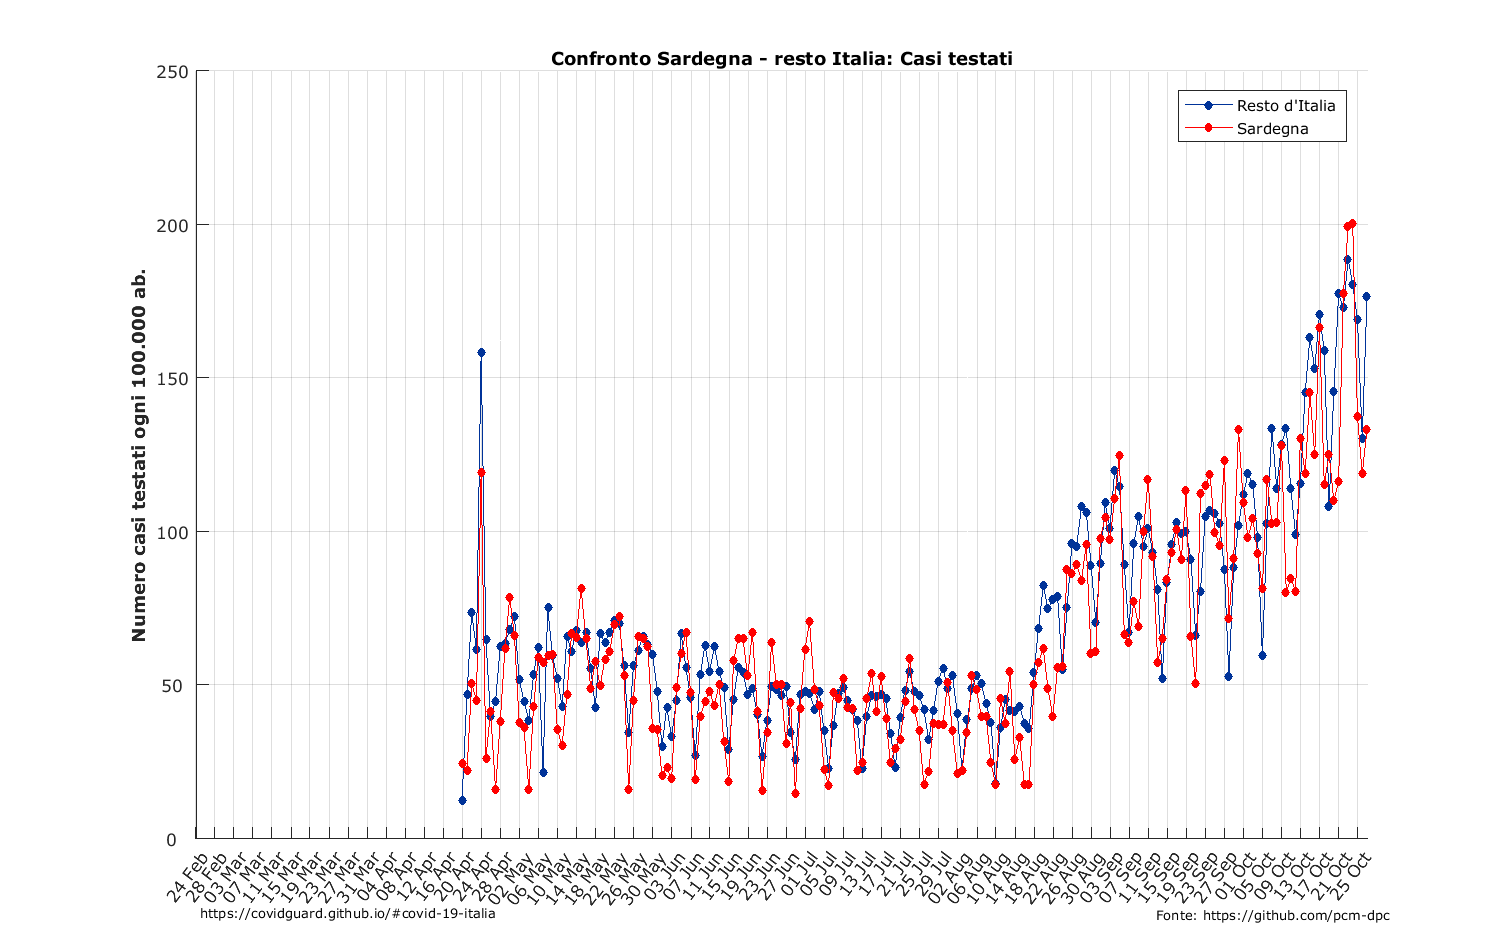 Confronto Sardegna - resto Italia: Casi testati
Resto d'Italia
Sardegna
Numero casi testati ogni 100.000 ab.
250
200
150
100
50
0
24 Feb
28 Feb
03 Mar
07 Mar
11 Mar
15 Mar
19 Mar
23 Mar
27 Mar
31 Mar
04 Apr
08 Apr
12 Apr
16 Apr
20 Apr
24 Apr
28 Apr
02 May
06 May
10 May
14 May
18 May
22 May
26 May
30 May
03 Jun
07 Jun
11 Jun
15 Jun
19 Jun
23 Jun
27 Jun
01 Jul
05 Jul
09 Jul
13 Jul
17 Jul
21 Jul
25 Jul
29 Jul
02 Aug
06 Aug
10 Aug
14 Aug
18 Aug
22 Aug
26 Aug
30 Aug
03 Sep
07 Sep
11 Sep
15 Sep
19 Sep
23 Sep
27 Sep
01 Oct
05 Oct
09 Oct
13 Oct
17 Oct
21 Oct
25 Oct
https://covidguard.github.io/#covid-19-italia
Fonte: https://github.com/pcm-dpc